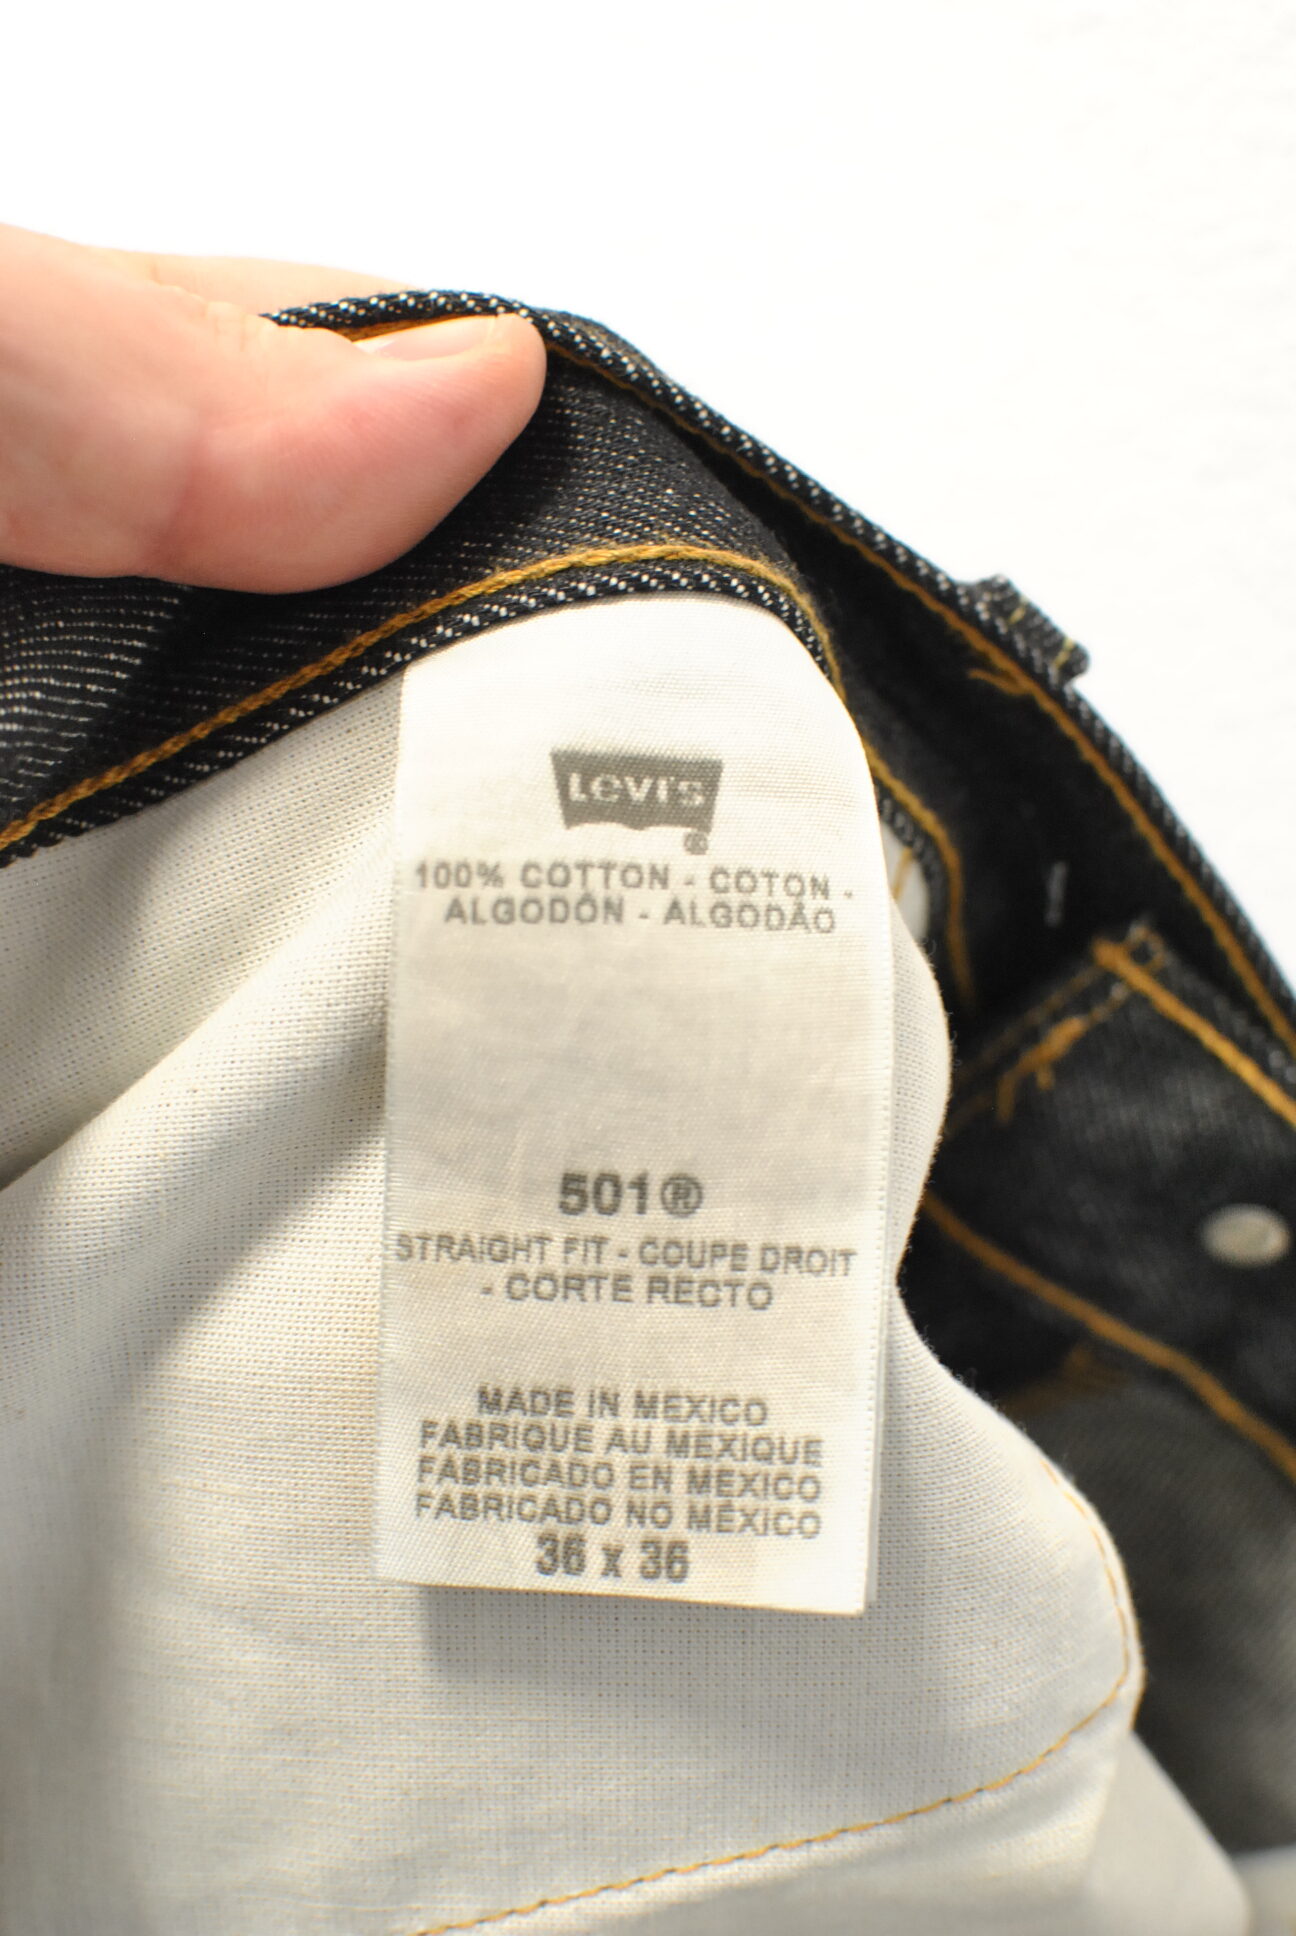 Levi's
®
100% COTTON - COTON -
ALGODÓN - ALGODÃO
501®
STRAIGHT FIT - COUPE DROIT
- CORTE RECTO
MADE IN MEXICO
FABRIQUE AU MEXIQUE
FABRICADO EN MEXICO
FABRICADO NO MÉXICO
36 x 36